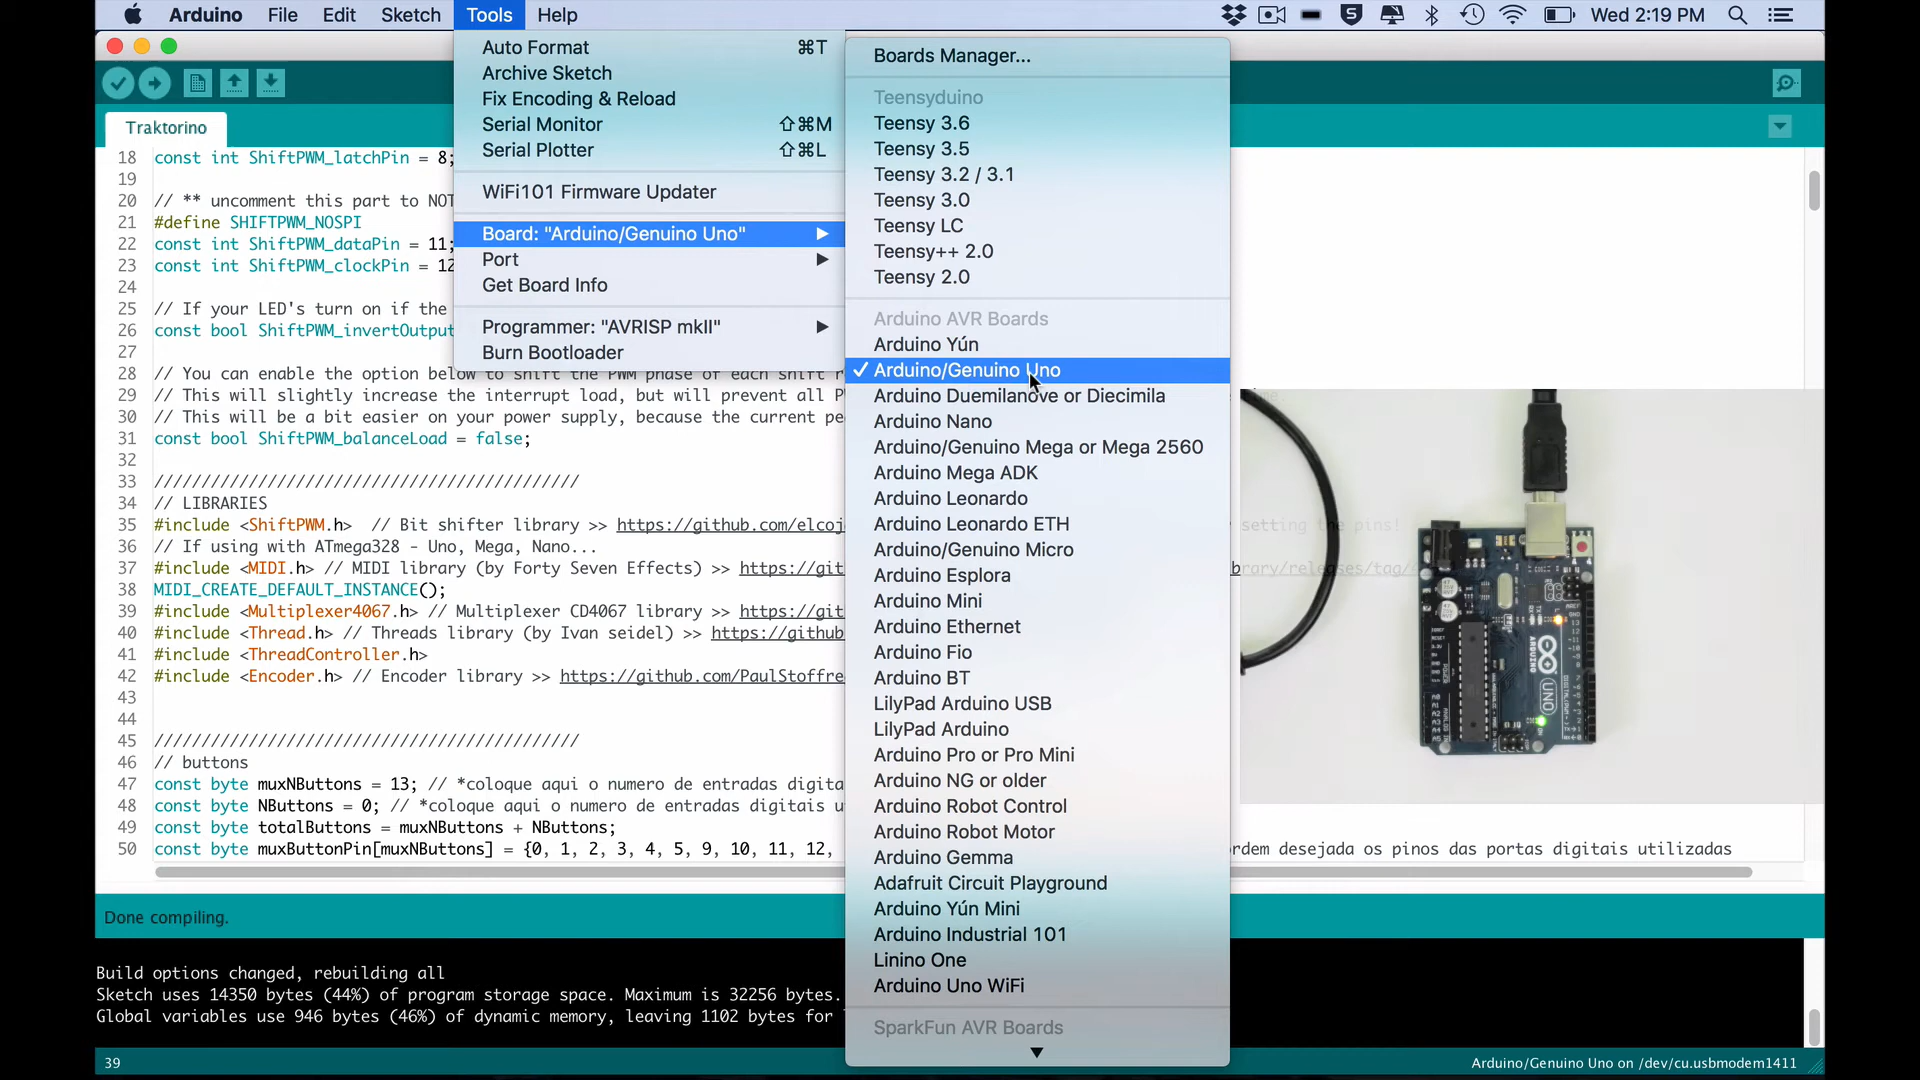 Arduino File Edit Sketch Tools Help Wed 2:19 PM
Traktorino
18 const int ShiftPWM_latchPin = 8;
19
20 // ** uncomment this part to NOT
21 #define SHIFTPWM_NOSPI
22 const int ShiftPWM_dataPin = 11;
23 const int ShiftPWM_clockPin = 12
24
25 // If your LED's turn on if the
26 const bool ShiftPWM_invertOutput
27
28 // You can enable the option below to shift the PWM phase of each shift
29 // This will slightly increase the interrupt load, but will prevent all
30 // This will be a bit easier on your power supply, because the current
31 const bool ShiftPWM_balanceLoad = false;
32
33 /////////////////////////////////////////////
34 // LIBRARIES
35 #include <ShiftPWM.h> // Bit shifter library >> https://github.com/elcoj setting the pins!
36 // If using with ATmega328 - Uno, Mega, Nano...
37 #include <MIDI.h> // MIDI library (by Forty Seven Effects) >> https://git brary/releases/tag/
38 MIDI_CREATE_DEFAULT_INSTANCE();
39 #include <Multiplexer4067.h> // Multiplexer CD4067 library >> https://git
40 #include <Thread.h> // Threads library (by Ivan seidel) >> https://github
41 #include <ThreadController.h>
42 #include <Encoder.h> // Encoder library >> https://github.com/PaulStoffre
43
44
45 /////////////////////////////////////////////
46 // buttons
47 const byte muxNButtons = 13; // *coloque aqui o numero de entradas digita
48 const byte NButtons = 0; // *coloque aqui o numero de entradas digitais u
49 const byte totalButtons = muxNButtons + NButtons;
50 const byte muxButtonPin[muxNButtons] = {0, 1, 2, 3, 4, 5, 9, 10, 11, 12, ordem desejada os pinos das portas digitais utilizadas
Auto Format ⌘T
Archive Sketch
Fix Encoding & Reload
Serial Monitor ⇧⌘M
Serial Plotter ⇧⌘L
WiFi101 Firmware Updater
Board: "Arduino/Genuino Uno"
Port
Get Board Info
Programmer: "AVRISP mkII"
Burn Bootloader
Boards Manager...
Teensyduino
Teensy 3.6
Teensy 3.5
Teensy 3.2 / 3.1
Teensy 3.0
Teensy LC
Teensy++ 2.0
Teensy 2.0
Arduino AVR Boards
Arduino Yún
✓ Arduino/Genuino Uno
Arduino Duemilanove or Diecimila
Arduino Nano
Arduino/Genuino Mega or Mega 2560
Arduino Mega ADK
Arduino Leonardo
Arduino Leonardo ETH
Arduino/Genuino Micro
Arduino Esplora
Arduino Mini
Arduino Ethernet
Arduino Fio
Arduino BT
LilyPad Arduino USB
LilyPad Arduino
Arduino Pro or Pro Mini
Arduino NG or older
Arduino Robot Control
Arduino Robot Motor
Arduino Gemma
Adafruit Circuit Playground
Arduino Yún Mini
Arduino Industrial 101
Linino One
Arduino Uno WiFi
SparkFun AVR Boards
ARDUINO
UNO
Done compiling.
Build options changed, rebuilding all
Sketch uses 14350 bytes (44%) of program storage space. Maximum is 32256 bytes.
Global variables use 946 bytes (46%) of dynamic memory, leaving 1102 bytes for
39 Arduino/Genuino Uno on /dev/cu.usbmodem1411